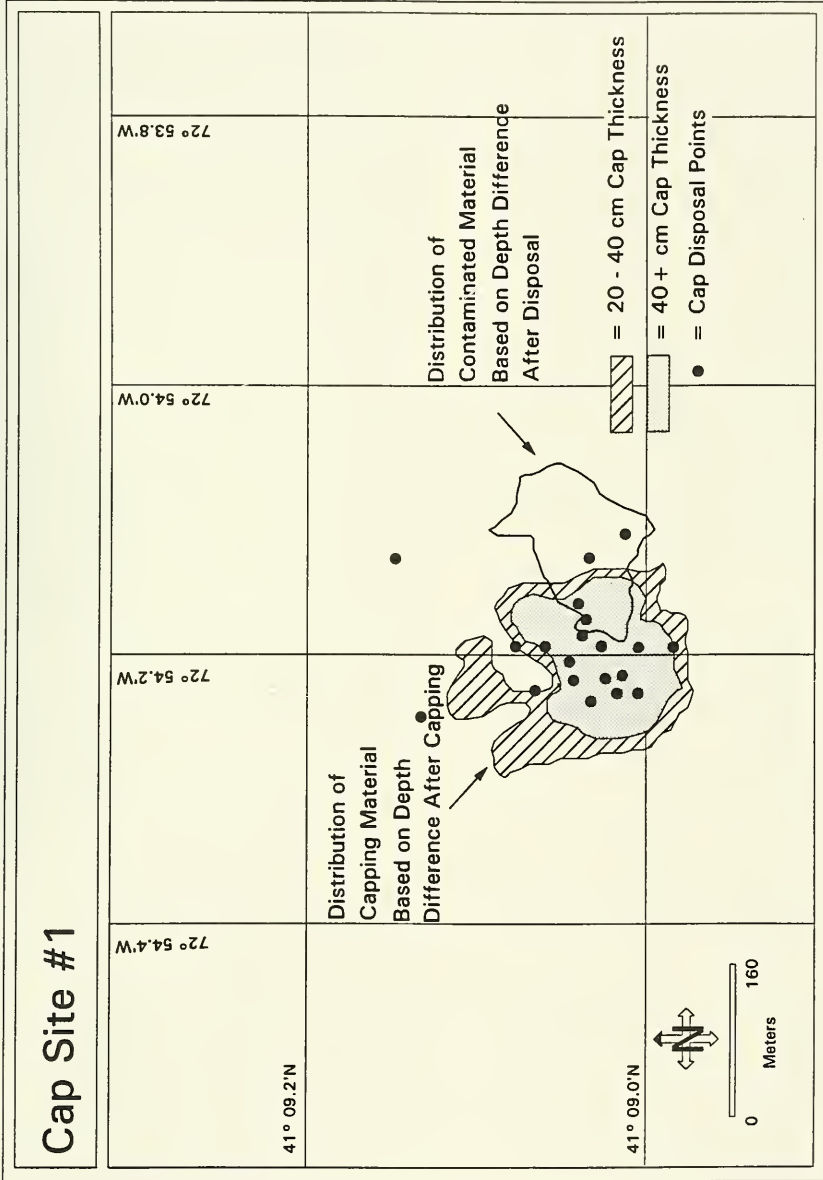 Cap Site #1
72° 54.4'W
72° 54.2'W
72° 54.0'W
72° 53.8'W
41° 09.2'N
41° 09.0'N
Distribution of
Capping Material
Based on Depth
Difference After Capping
Distribution of
Contaminated Material
Based on Depth Difference
After Disposal
= 20 - 40 cm Cap Thickness
= 40+ cm Cap Thickness
= Cap Disposal Points
N
0
160
Meters